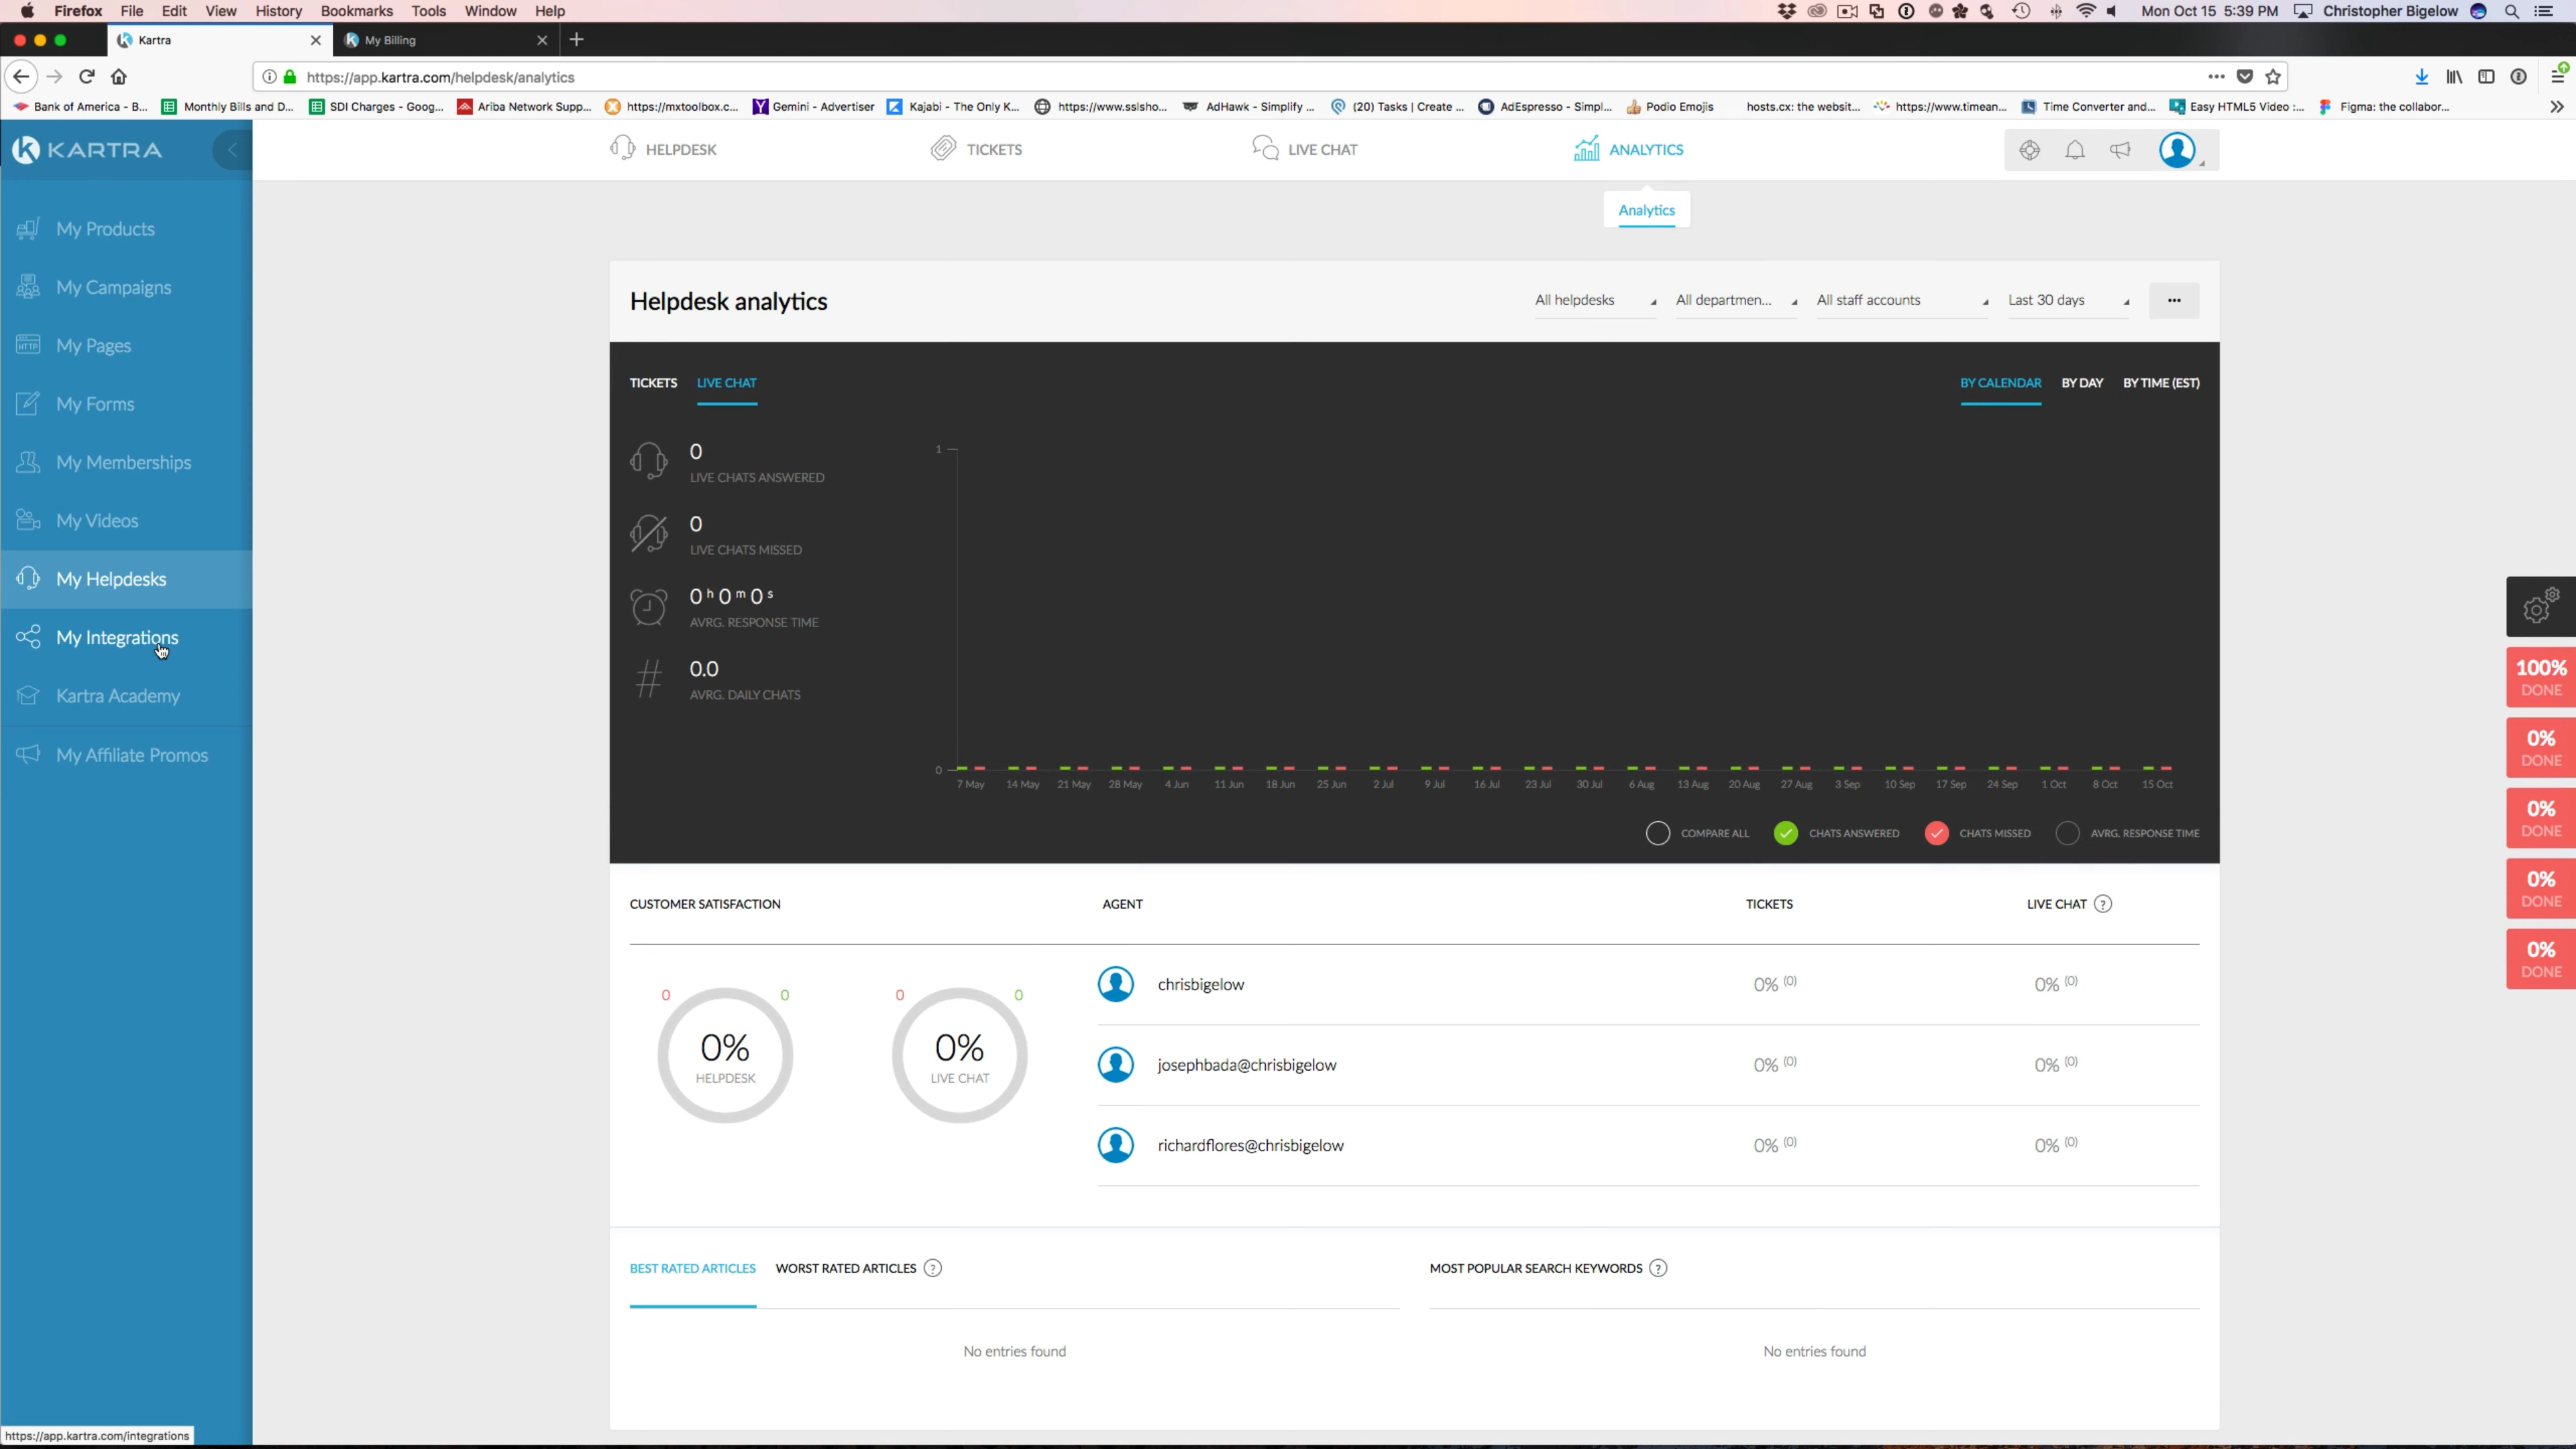 Firefox File Edit View History Bookmarks Tools Window Help
Mon Oct 15 5:39 PM Christopher Bigelow
Kartra
My Billing
https://app.kartra.com/helpdesk/analytics
Bank of America - B... Monthly Bills and D... SDI Charges - Goog... Ariba Network Supp... https://mxtoolbox.c... Gemini - Advertiser Kajabi - The Only K... https://www.sslsho... AdHawk - Simplify ... (20) Tasks | Create ... AdEspresso - Simpl... Podio Emojis hosts.cx: the websit... https://www.timean... Time Converter and... Easy HTML5 Video :... Figma: the collabor...
KARTRA
HELPDESK TICKETS LIVE CHAT ANALYTICS
Analytics
My Products
My Campaigns
HTTP My Pages
My Forms
My Memberships
My Videos
My Helpdesks
My Integrations
Kartra Academy
My Affiliate Promos
Helpdesk analytics
All helpdesks All departmen... All staff accounts Last 30 days ...
TICKETS LIVE CHAT
BY CALENDAR BY DAY BY TIME (EST)
0
LIVE CHATS ANSWERED
0
LIVE CHATS MISSED
0 h 0 m 0 s
AVRG. RESPONSE TIME
# 0.0
AVRG. DAILY CHATS
1
0
7 May 14 May 21 May 28 May 4 Jun 11 Jun 18 Jun 25 Jun 2 Jul 9 Jul 16 Jul 23 Jul 30 Jul 6 Aug 13 Aug 20 Aug 27 Aug 3 Sep 10 Sep 17 Sep 24 Sep 1 Oct 8 Oct 15 Oct
COMPARE ALL CHATS ANSWERED CHATS MISSED AVRG. RESPONSE TIME
100%
DONE
0%
DONE
0%
DONE
0%
DONE
0%
DONE
CUSTOMER SATISFACTION
AGENT TICKETS LIVE CHAT ?
0 0
0%
HELPDESK
0 0
0%
LIVE CHAT
chrisbigelow 0% (0) 0% (0)
josephbada@chrisbigelow 0% (0) 0% (0)
richardflores@chrisbigelow 0% (0) 0% (0)
BEST RATED ARTICLES WORST RATED ARTICLES ?
MOST POPULAR SEARCH KEYWORDS ?
No entries found
No entries found
https://app.kartra.com/integrations